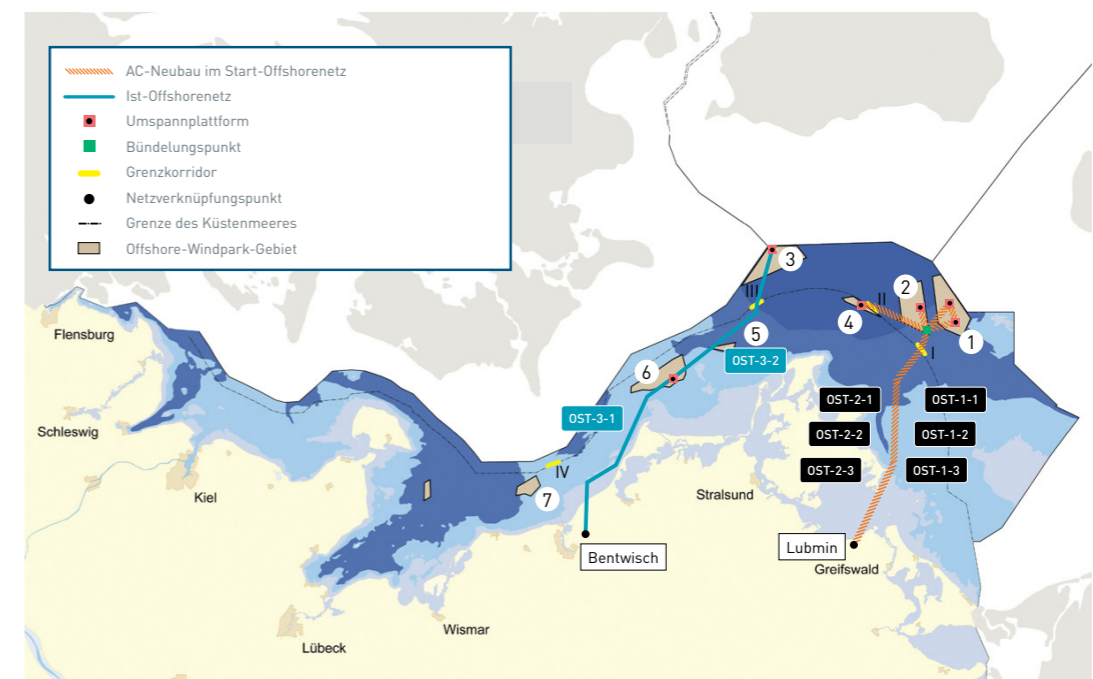 AC-Neubau im Start-Offshorenetz
Ist-Offshorenetz
Umspannplattform
Bündelungspunkt
Grenzkorridor
Netzverknüpfungspunkt
Grenze des Küstenmeeres
Offshore-Windpark-Gebiet
3
III
2
II
4
1
I
5
OST-3-2
6
OST-3-1
OST-2-1
OST-1-1
OST-2-2
OST-1-2
OST-2-3
OST-1-3
IV
7
Flensburg
Schleswig
Kiel
Stralsund
Bentwisch
Lubmin
Greifswald
Wismar
Lübeck